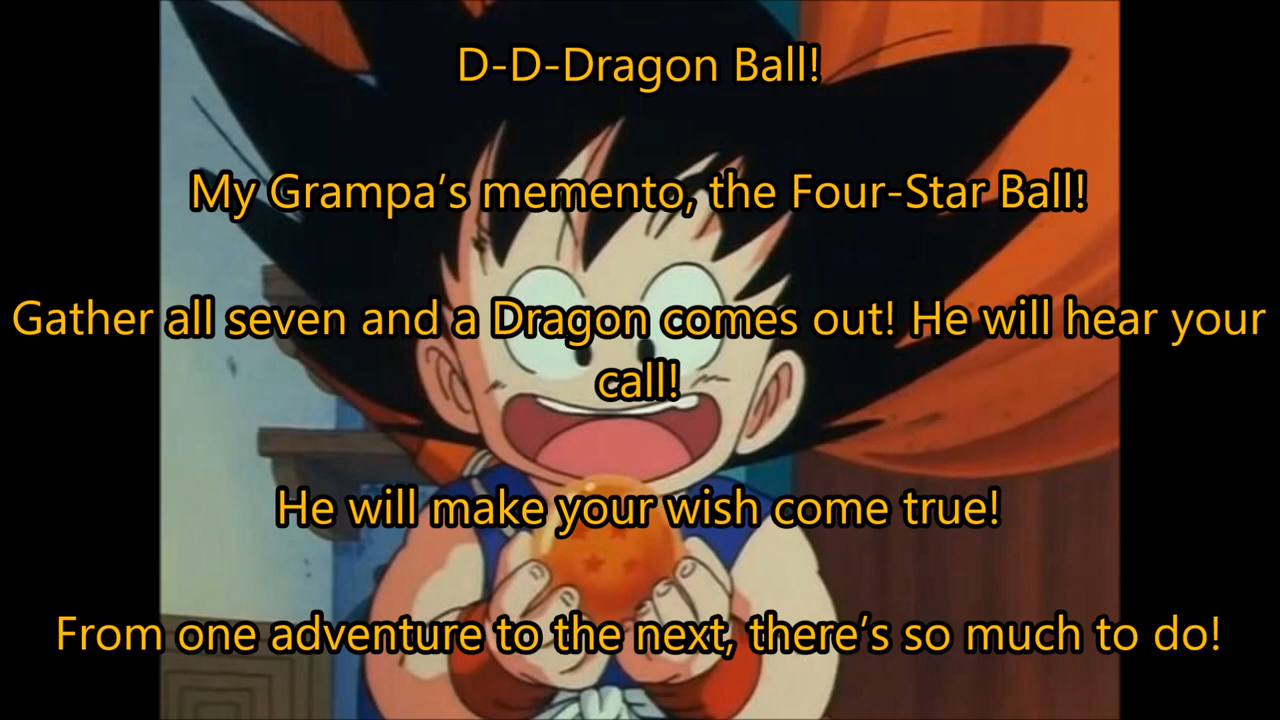 D-D-Dragon Ball!
My Grampa’s memento, the Four-Star Ball!
Gather all seven and a Dragon comes out! He will hear your
call!
He will make your wish come true!
From one adventure to the next, there’s so much to do!